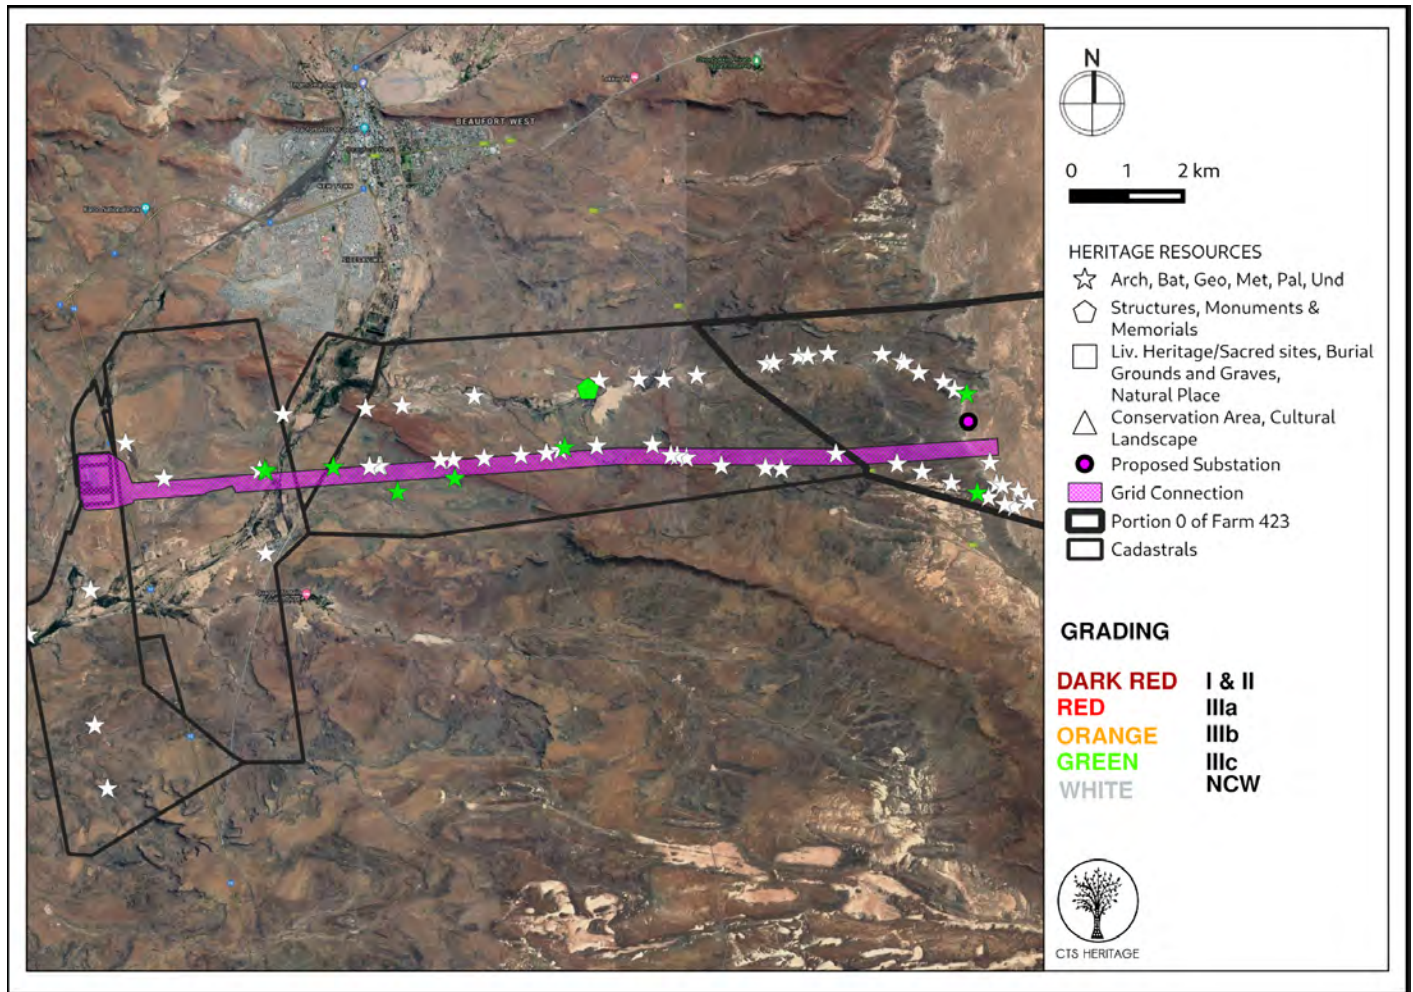 BEAUFORT WEST
N
0 1 2 km
HERITAGE RESOURCES
Arch, Bat, Geo, Met, Pal, Und
Structures, Monuments &
Memorials
Liv. Heritage/Sacred sites, Burial
Grounds and Graves,
Natural Place
Conservation Area, Cultural
Landscape
Proposed Substation
Grid Connection
Portion 0 of Farm 423
Cadastrals
GRADING
DARK RED I & II
RED IIIa
ORANGE IIIb
GREEN IIIc
WHITE NCW
CTS HERITAGE